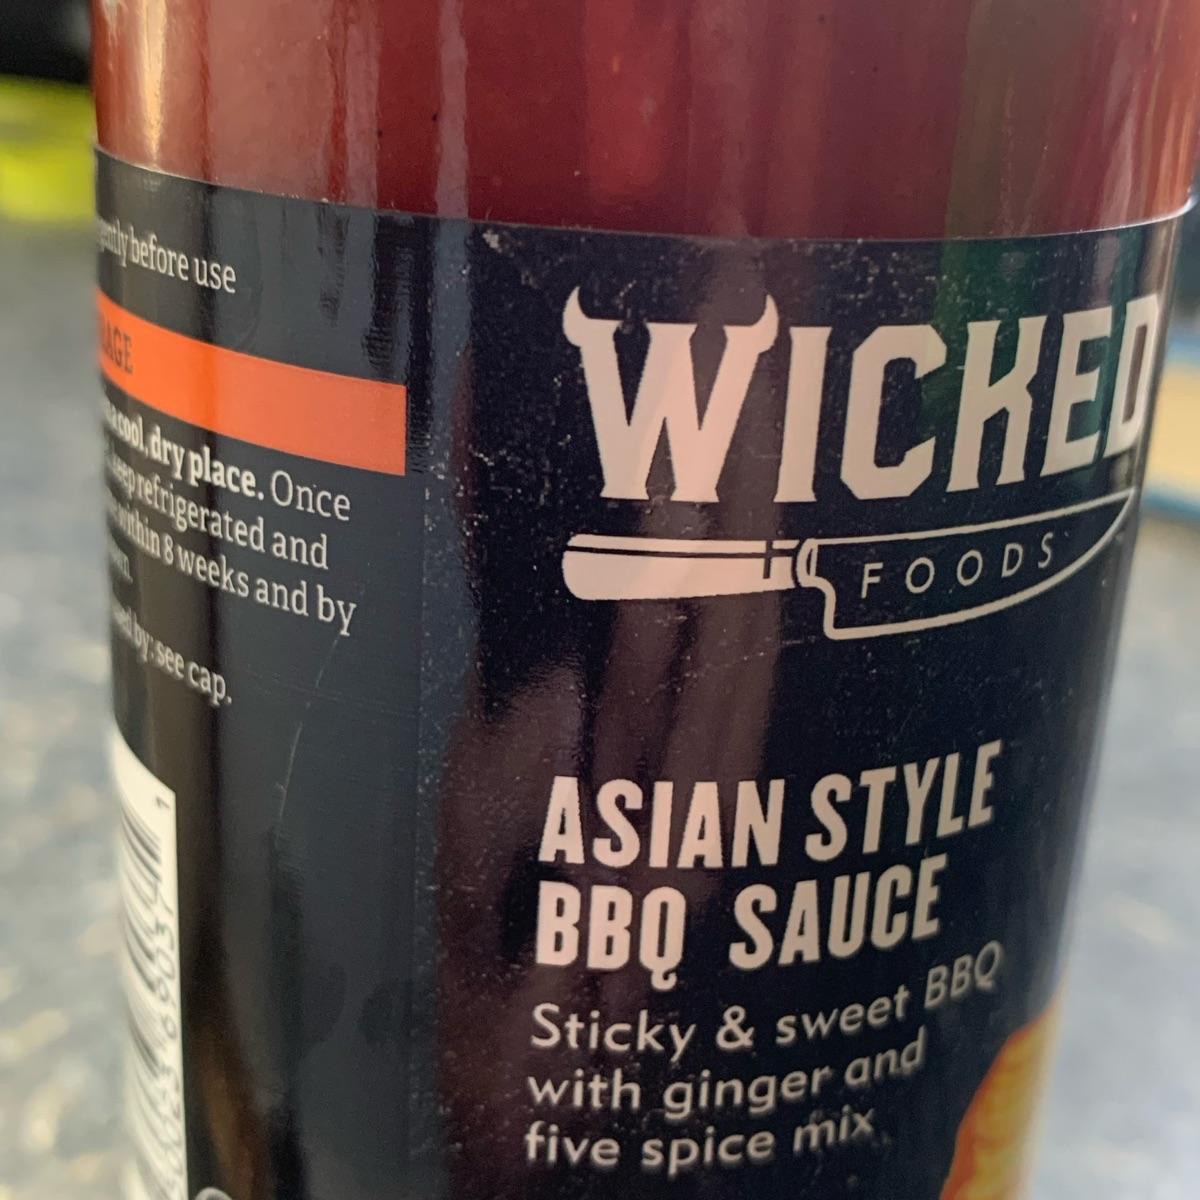 before use
cool, dry place. Once
keep refrigerated and
within 8 weeks and by
by: see cap.
WICKED
FOODS
ASIAN STYLE
BBQ SAUCE
Sticky & sweet BBQ
with ginger and
five spice mix